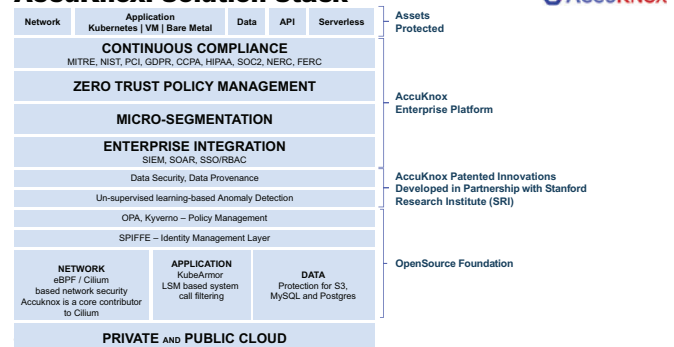 AccuKnox: Solution Stack
AccuKnox
Network
Application
Kubernetes | VM | Bare Metal
Data
API
Serverless
Assets
Protected
CONTINUOUS COMPLIANCE
MITRE, NIST, PCI, GDPR, CCPA, HIPAA, SOC2, NERC, FERC
ZERO TRUST POLICY MANAGEMENT
MICRO-SEGMENTATION
ENTERPRISE INTEGRATION
SIEM, SOAR, SSO/RBAC
AccuKnox
Enterprise Platform
Data Security, Data Provenance
Un-supervised learning-based Anomaly Detection
AccuKnox Patented Innovations
Developed in Partnership with Stanford
Research Institute (SRI)
OPA, Kyverno – Policy Management
SPIFFE – Identity Management Layer
NETWORK
eBPF / Cilium
based network security
Accuknox is a core contributor
to Cilium
APPLICATION
KubeArmor
LSM based system
call filtering
DATA
Protection for S3,
MySQL and Postgres
OpenSource Foundation
PRIVATE AND PUBLIC CLOUD